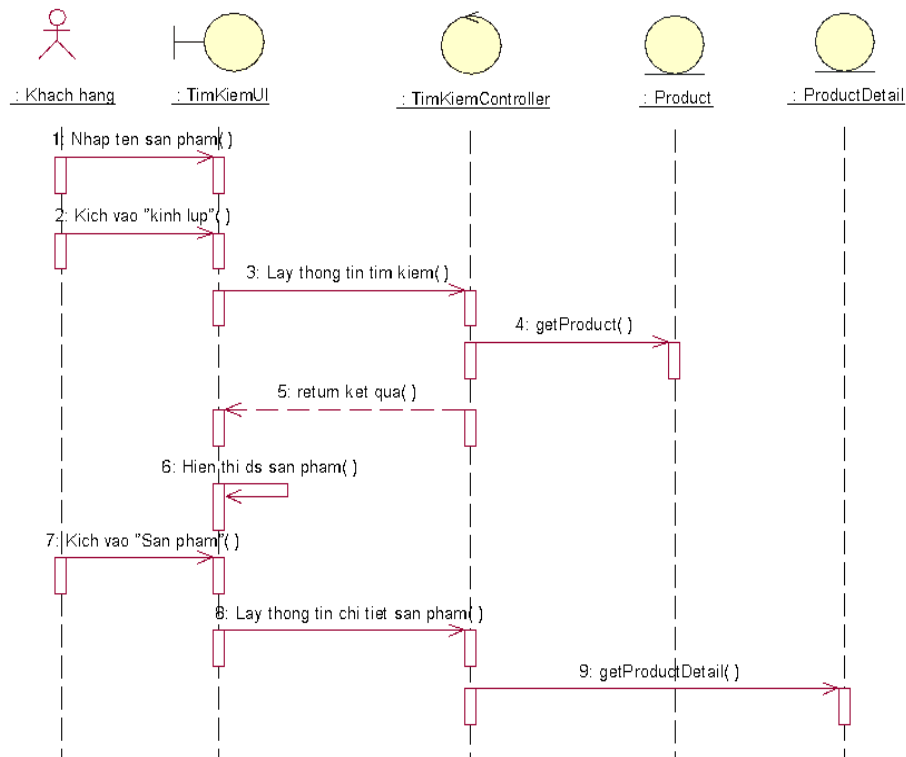 : Khach hang
: TimKiemUI
: TimKiemController
: Product
: ProductDetail
1: Nhap ten san pham( )
2: Kich vao "kinh lup"( )
3: Lay thong tin tim kiem( )
4: getProduct( )
5: return ket qua( )
6: Hien thi ds san pham( )
7: Kich vao "San pham"( )
8: Lay thong tin chi tiet san pham( )
9: getProductDetail( )